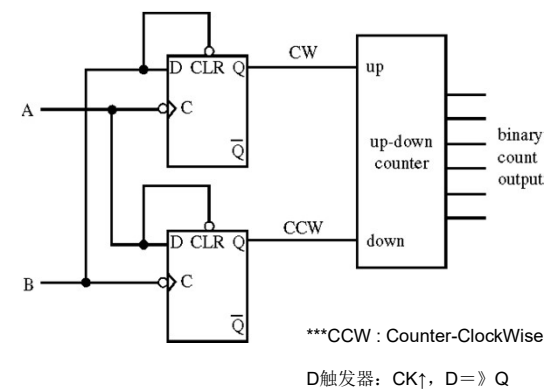 CW
D CLR Q
up
A
C
Q
up-down
counter
binary
count
output
CCW
D CLR Q
down
B
C
Q
***CCW : Counter-ClockWise
D触发器：CK↑，D＝》Q